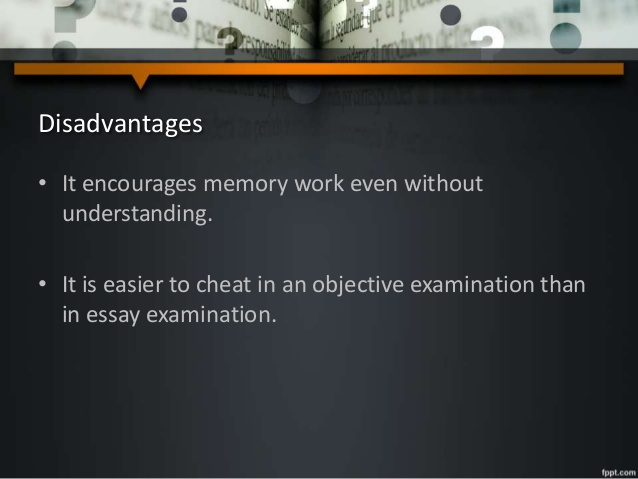 Disadvantages
• It encourages memory work even without
understanding.
• It is easier to cheat in an objective examination than
in essay examination.
fppt.com